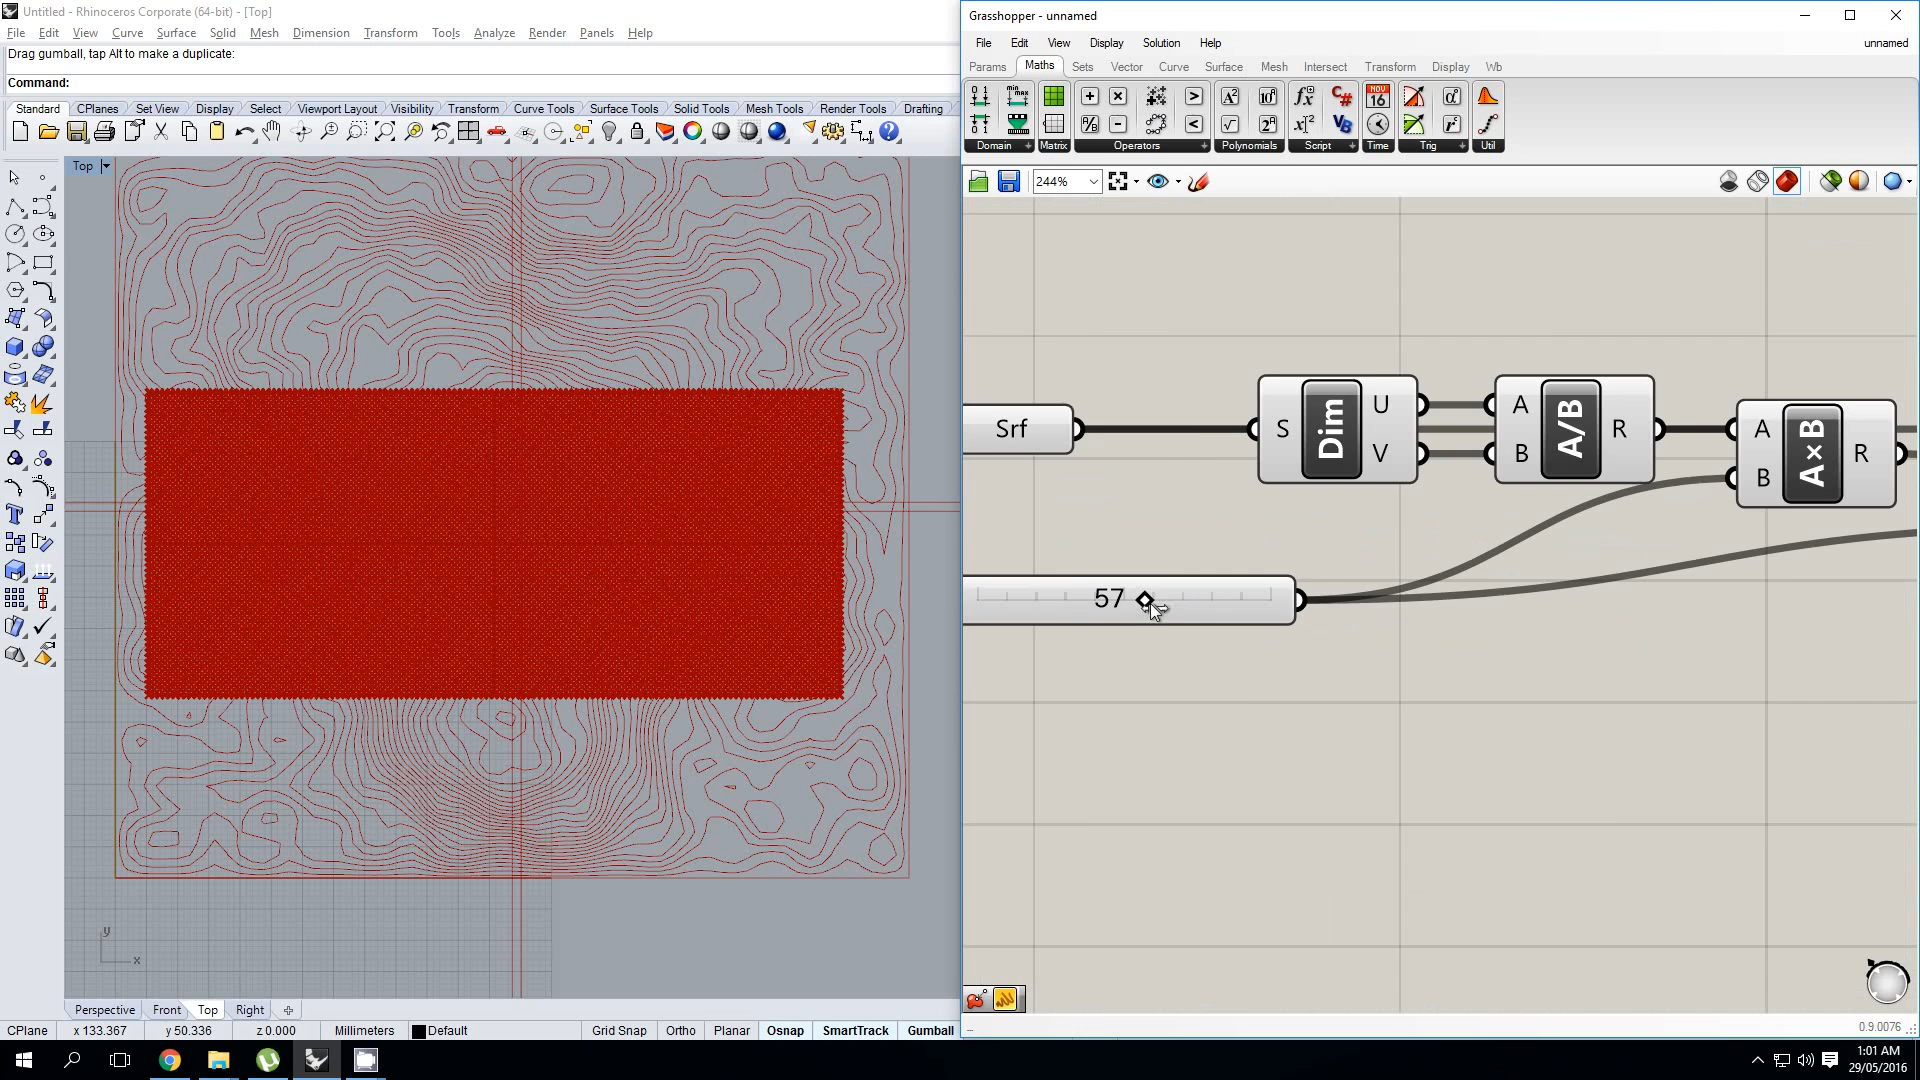 Untitled - Rhinoceros Corporate (64-bit) - [Top]
File Edit View Curve Surface Solid Mesh Dimension Transform Tools Analyze Render Panels Help
Drag gumball, tap Alt to make a duplicate:
Command:
Standard CPlanes Set View Display Select Viewport Layout Visibility Transform Curve Tools Surface Tools Solid Tools Mesh Tools Render Tools Drafting
Top
y
x
Perspective Front Top Right
CPlane x 133.367 y 50.336 z 0.000 Millimeters Default Grid Snap Ortho Planar Osnap SmartTrack Gumball
Grasshopper - unnamed
File Edit View Display Solution Help unnamed
Params Maths Sets Vector Curve Surface Mesh Intersect Transform Display Wb
Domain Matrix Operators Polynomials Script Time Trig Util
NOV
16
C#
VB
244%
Srf
S Dim U V
A B A/B R
A B A×B R
57
0.9.0076
1:01 AM
29/05/2016